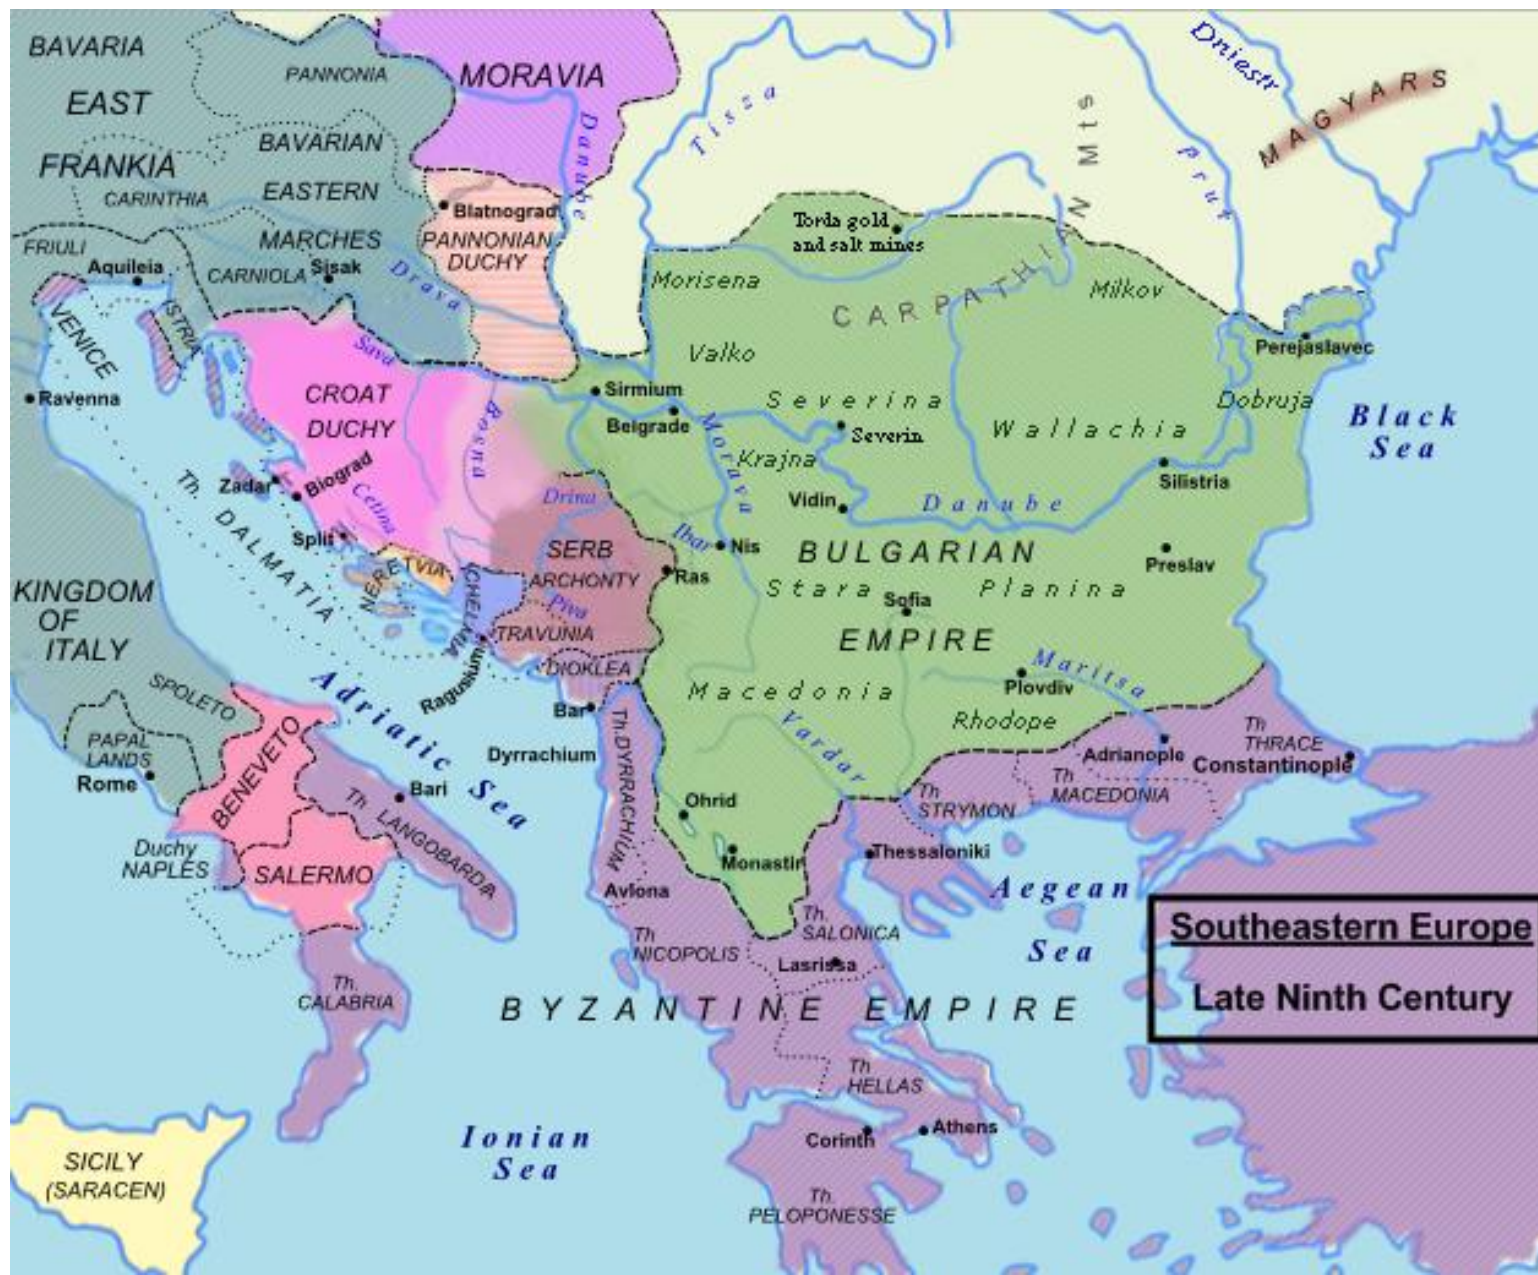 BAVARIA
PANNONIA
MORAVIA
EAST
FRANKIA
BAVARIAN
EASTERN
MARCHES
CARINTHIA
FRIULI
Aquileia
CARNIOLA
Sisak
Drava
Danube
Tisza
Dniestr
MAGYARS
Prut
CARPATHIAN Mts
Blatnograd
PANNONIAN
DUCHY
Torda gold
and salt mines
Morisena
Milkov
VENICE
ISTRIA
Ravenna
Sava
CROAT
DUCHY
Bosna
Valko
Sirmium
Belgrade
Morava
Severina
Severin
Krajna
Wallachia
Perejaslavec
Dobruja
Black
Sea
Zadar
Biograd
Cetina
Split
Th. DALMATIA
NERETVIA
CHELMIA
Drina
SERB
ARCHONTY
Piva
TRAVUNIA
DIOKLEA
Ragusium
Bar
Ibar
Ras
Nis
Vidin
Danube
Silistria
BULGARIAN
EMPIRE
Preslav
Stara Planina
Sofia
Macedonia
Vardar
Plovdiv
Maritsa
Rhodope
KINGDOM
OF
ITALY
SPOLETO
PAPAL
LANDS
Rome
BENEVETO
Adriatic Sea
Bari
Th
LANGOBARDIA
Duchy
NAPLES
SALERMO
Th.
CALABRIA
Dyrrachium
Th.DYRRACHIUM
Avlona
Ohrid
Monastir
Th
NICOPOLIS
Th.
SALONICA
Lasrissa
Thessaloniki
Th
STRYMON
Th
MACEDONIA
Adrianople
Th
THRACE
Constantinople
Aegean
Sea
BYZANTINE EMPIRE
Th
HELLAS
Corinth
Athens
Th.
PELOPONESSE
Ionian
Sea
SICILY
(SARACEN)
Southeastern Europe
Late Ninth Century